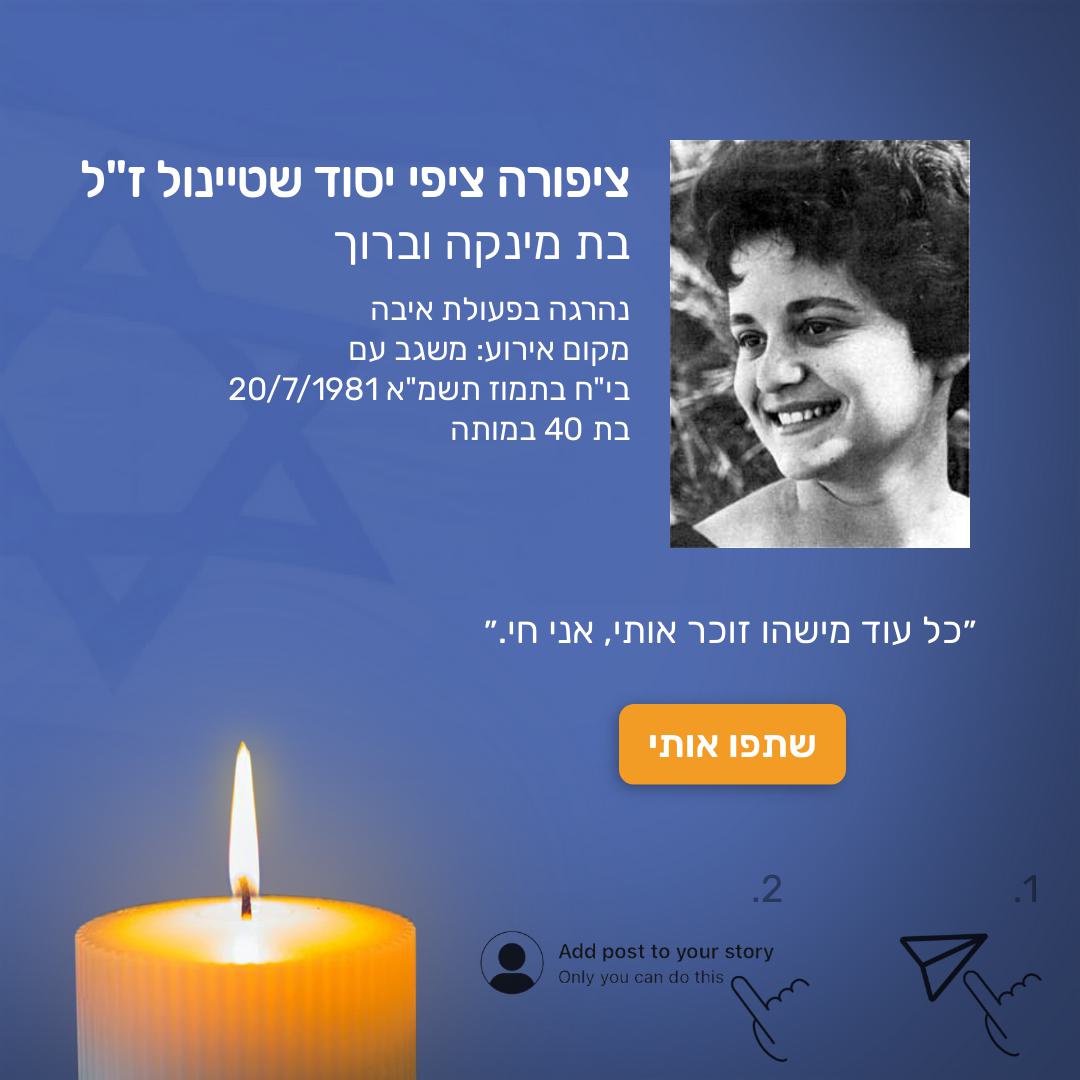 ציפורה ציפי יסוד שטיינול ז"ל
בת מינקה וברוך
נהרגה בפעולת איבה
מקום אירוע: משגב עם
בי"ח בתמוז תשמ"א 20/7/1981
בת 40 במותה
״כל עוד מישהו זוכר אותי, אני חי.״
שתפו אותי
1.
2.
Add post to your story
Only you can do this